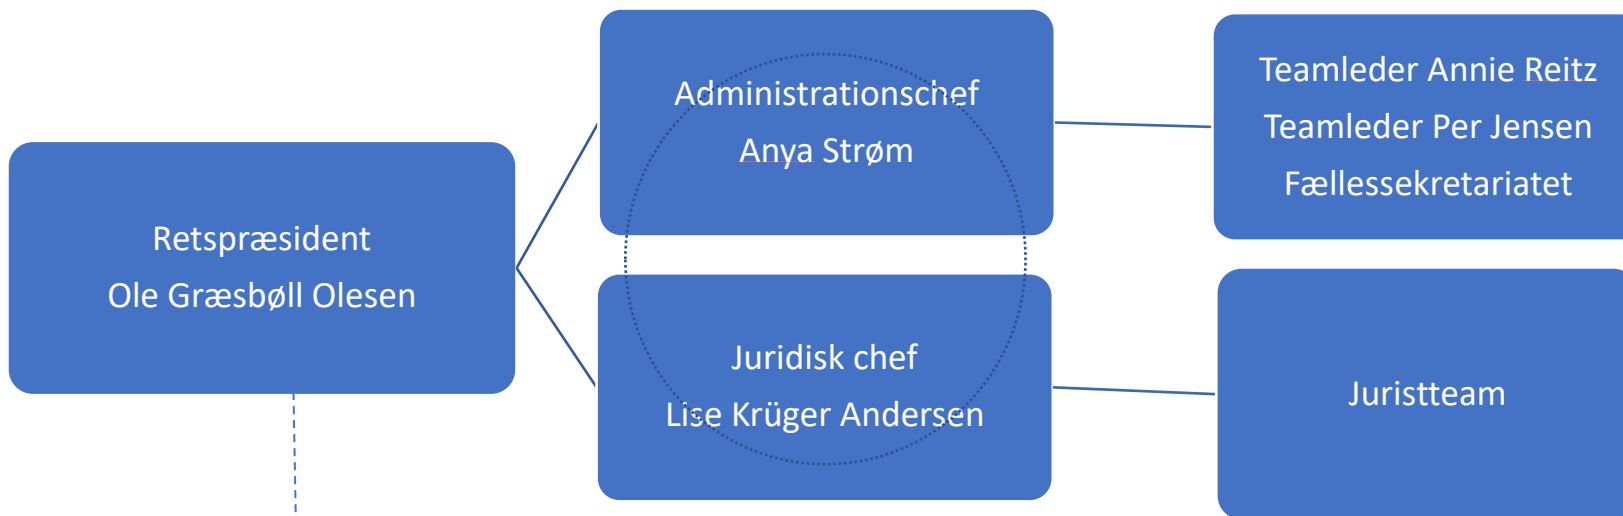 Retspræsident
Ole Græsbøll Olesen
Administrationschef
Anya Strøm
Juridisk chef
Lise Krüger Andersen
Teamleder Annie Reitz
Teamleder Per Jensen
Fællessekretariatet
Juristteam